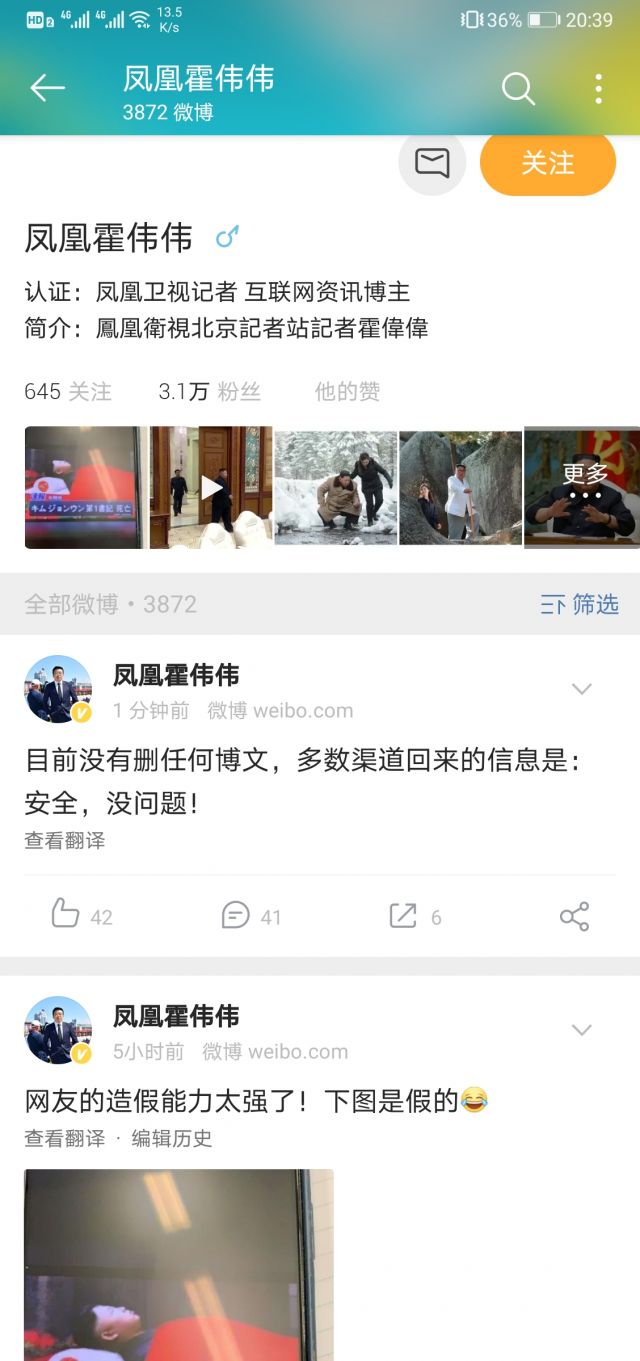 HD 2 4G 4G 13.5 K/s 36% 20:39
凤凰霍伟伟
3872 微博
关注
凤凰霍伟伟
认证：凤凰卫视记者 互联网资讯博主
简介：鳳凰衛視北京記者站記者霍偉偉
645 关注 3.1万 粉丝 他的赞
キムジョンウン第1書記 死亡
更多
全部微博·3872 筛选
凤凰霍伟伟
1 分钟前 微博 weibo.com
目前没有删任何博文，多数渠道回来的信息是：
安全，没问题！
查看翻译
42 41 6
凤凰霍伟伟
5小时前 微博 weibo.com
网友的造假能力太强了！下图是假的😂
查看翻译 · 编辑历史